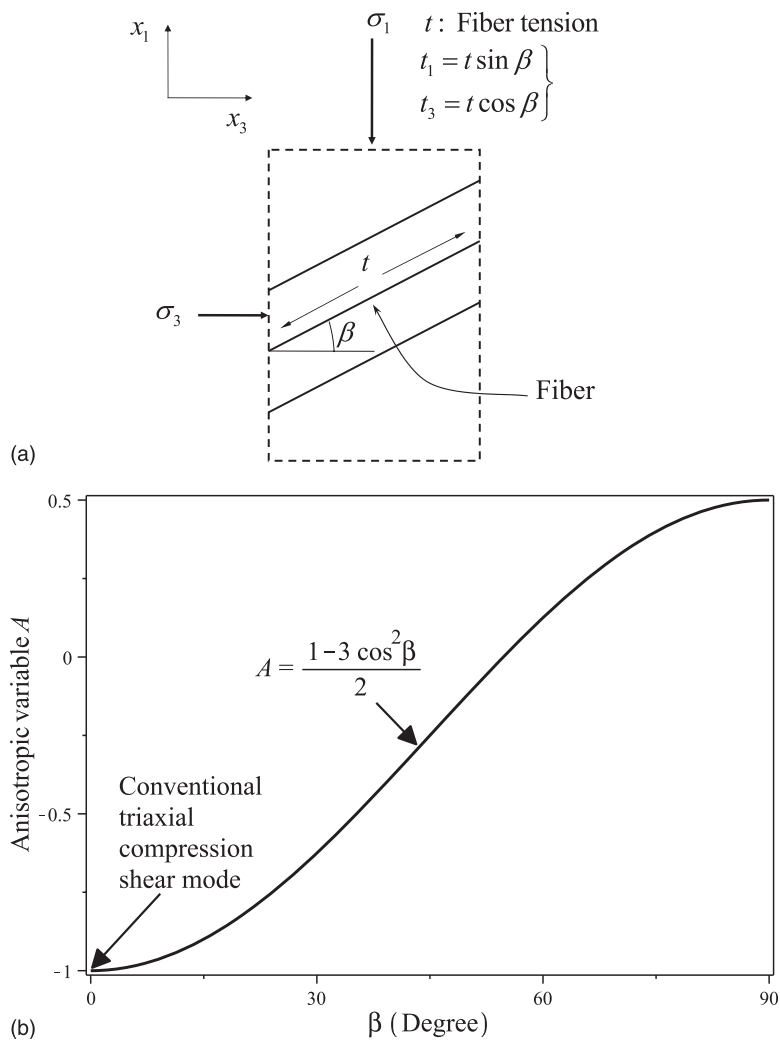 σ₁ t : Fiber tension
x₁ t₁ = t sin β
t₃ = t cos β
x₃
t
σ₃
β
Fiber
(a)
0.5
0
-0.5
-1
Anisotropic variable A
A = (1−3 cos²β)/2
Conventional
triaxial
compression
shear mode
0 30 60 90
β (Degree)
(b)